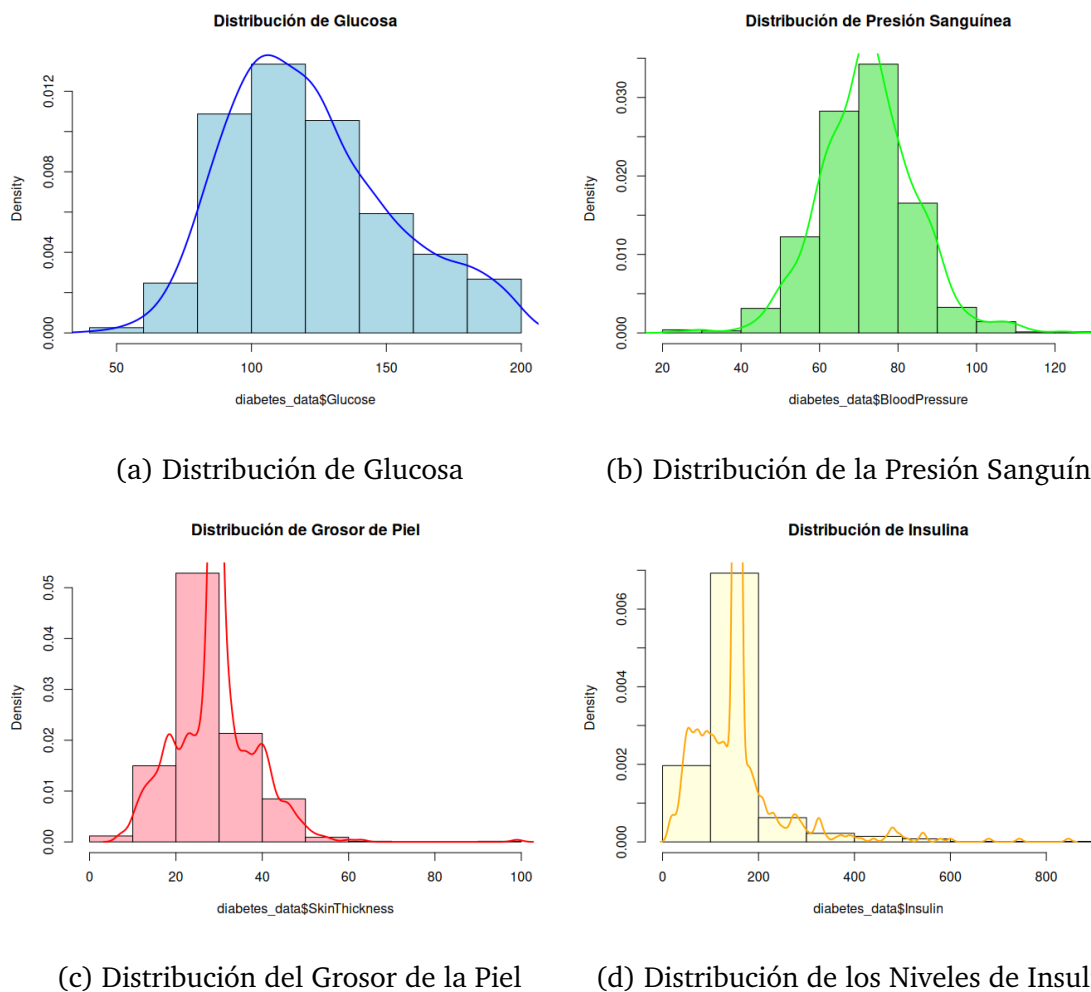 Distribución de Glucosa
Density
0.000
0.004
0.008
0.012
50
100
150
200
diabetes_data$Glucose
(a) Distribución de Glucosa
Distribución de Presión Sanguínea
Density
0.000
0.010
0.020
0.030
20
40
60
80
100
120
diabetes_data$BloodPressure
(b) Distribución de la Presión Sanguín
Distribución de Grosor de Piel
Density
0.00
0.01
0.02
0.03
0.04
0.05
0
20
40
60
80
100
diabetes_data$SkinThickness
(c) Distribución del Grosor de la Piel
Distribución de Insulina
Density
0.000
0.002
0.004
0.006
0
200
400
600
800
diabetes_data$Insulin
(d) Distribución de los Niveles de Insul